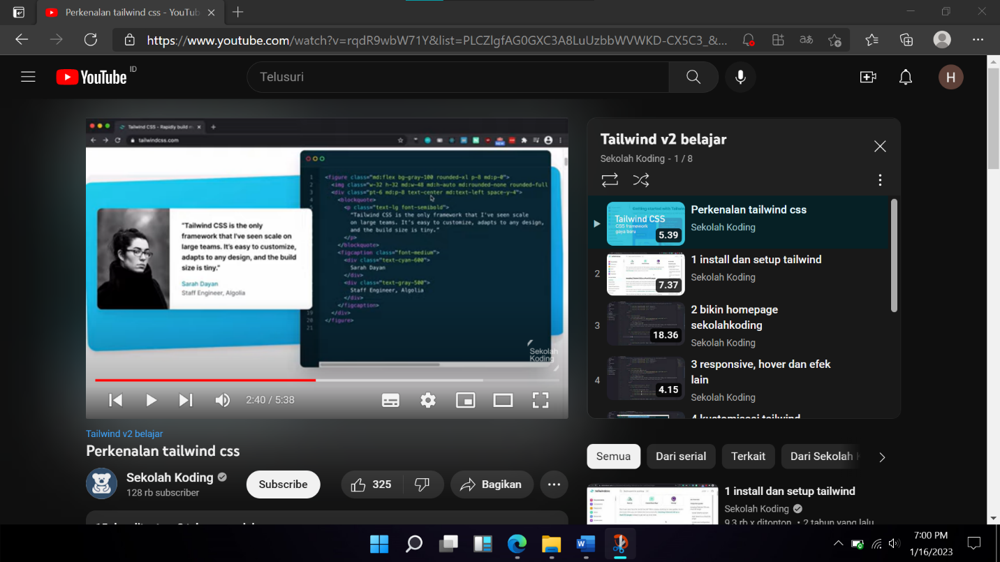 Perkenalan tailwind css - YouTub
https://www.youtube.com/watch?v=rqdR9wbW71Y&list=PLCZlgfAG0GXC3A8LuUzbbWVWKD-CX5C3_&...
YouTube ID
Telusuri
H
Tailwind CSS - Rapidly build m
tailwindcss.com
"Tailwind CSS is the only
framework that I've seen scale on
large teams. It's easy to customize,
adapts to any design, and the build
size is tiny."
Sarah Dayan
Staff Engineer, Algolia
1 <figure class="md:flex bg-gray-100 rounded-xl p-8 md:p-0">
2 <img class="w-32 h-32 md:w-48 md:h-auto md:rounded-none rounded-full
3 <div class="pt-6 md:p-8 text-center md:text-left space-y-4">
4 <blockquote>
<p class="text-lg font-semibold">
"Tailwind CSS is the only framework that I've seen scale
on large teams. It's easy to customize, adapts to any design,
and the build size is tiny."
</p>
</blockquote>
<figcaption class="font-medium">
<div class="text-cyan-600">
Sarah Dayan
</div>
<div class="text-gray-500">
Staff Engineer, Algolia
</div>
</figcaption>
19 </div>
20 </figure>
21
Sekolah
Koding
2:40 / 5:38
Tailwind v2 belajar
Perkenalan tailwind css
Sekolah Koding
128 rb subscriber
Subscribe
325
Bagikan
Tailwind v2 belajar
Sekolah Koding - 1 / 8
Getting started with Tailwind
Tailwind CSS
CSS framework
gaya baru
5.39
Perkenalan tailwind css
Sekolah Koding
2
7.37
1 install dan setup tailwind
Sekolah Koding
3
18.36
2 bikin homepage
sekolahkoding
Sekolah Koding
4
4.15
3 responsive, hover dan efek
lain
Sekolah Koding
4 kustomisasi tailwind
Semua
Dari serial
Terkait
Dari Sekolah K
1 install dan setup tailwind
Sekolah Koding
9,3 rb x ditonton • 2 tahun yang lalu
7:00 PM
1/16/2023